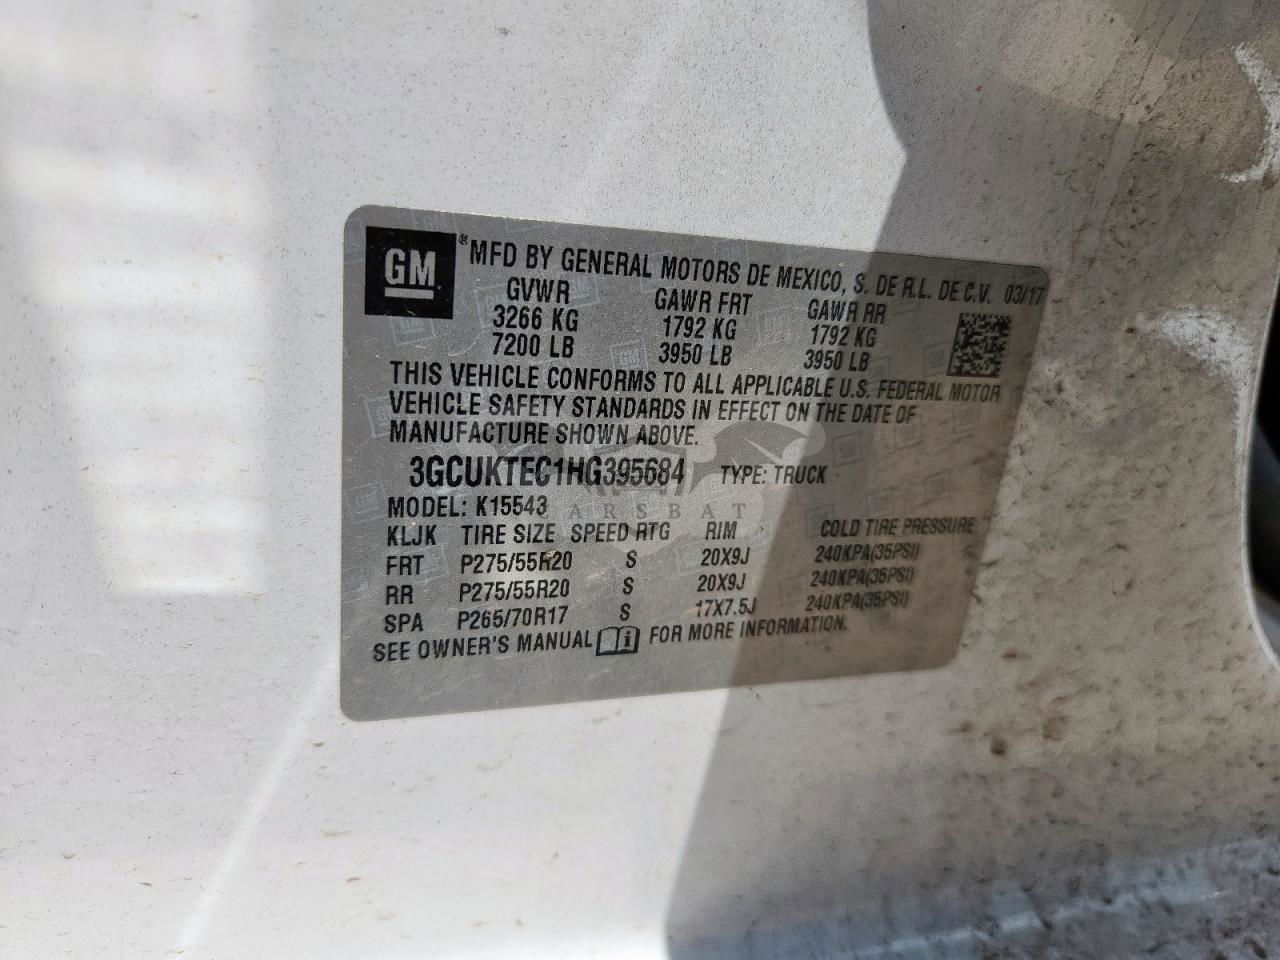 GM ® MFD BY GENERAL MOTORS DE MEXICO, S. DE R.L. DE C.V. 03/17
GVWR GAWR FRT GAWR RR
3266 KG 1792 KG 1792 KG
7200 LB 3950 LB 3950 LB
THIS VEHICLE CONFORMS TO ALL APPLICABLE U.S. FEDERAL MOTOR
VEHICLE SAFETY STANDARDS IN EFFECT ON THE DATE OF
MANUFACTURE SHOWN ABOVE.
3GCUKTEC1HG395684 TYPE: TRUCK
MODEL: K15543
ARSBAT
KLJK TIRE SIZE SPEED RTG RIM COLD TIRE PRESSURE
FRT P275/55R20 S 20X9J 240KPA(35PSI)
RR P275/55R20 S 20X9J 240KPA(35PSI)
SPA P265/70R17 S 17X7.5J 240KPA(35PSI)
SEE OWNER'S MANUAL FOR MORE INFORMATION.